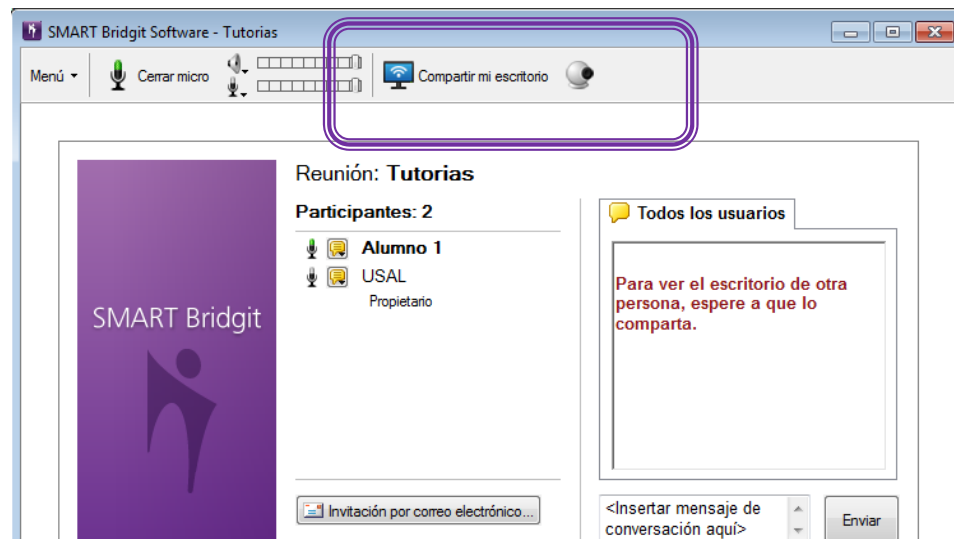 SMART Bridgit Software - Tutorias
Menú
Cerrar micro
Compartir mi escritorio
Reunión: Tutorias
Participantes: 2
Alumno 1
USAL
Propietario
SMART Bridgit
Invitación por correo electrónico...
Todos los usuarios
Para ver el escritorio de otra
persona, espere a que lo
comparta.
<Insertar mensaje de
conversación aquí>
Enviar